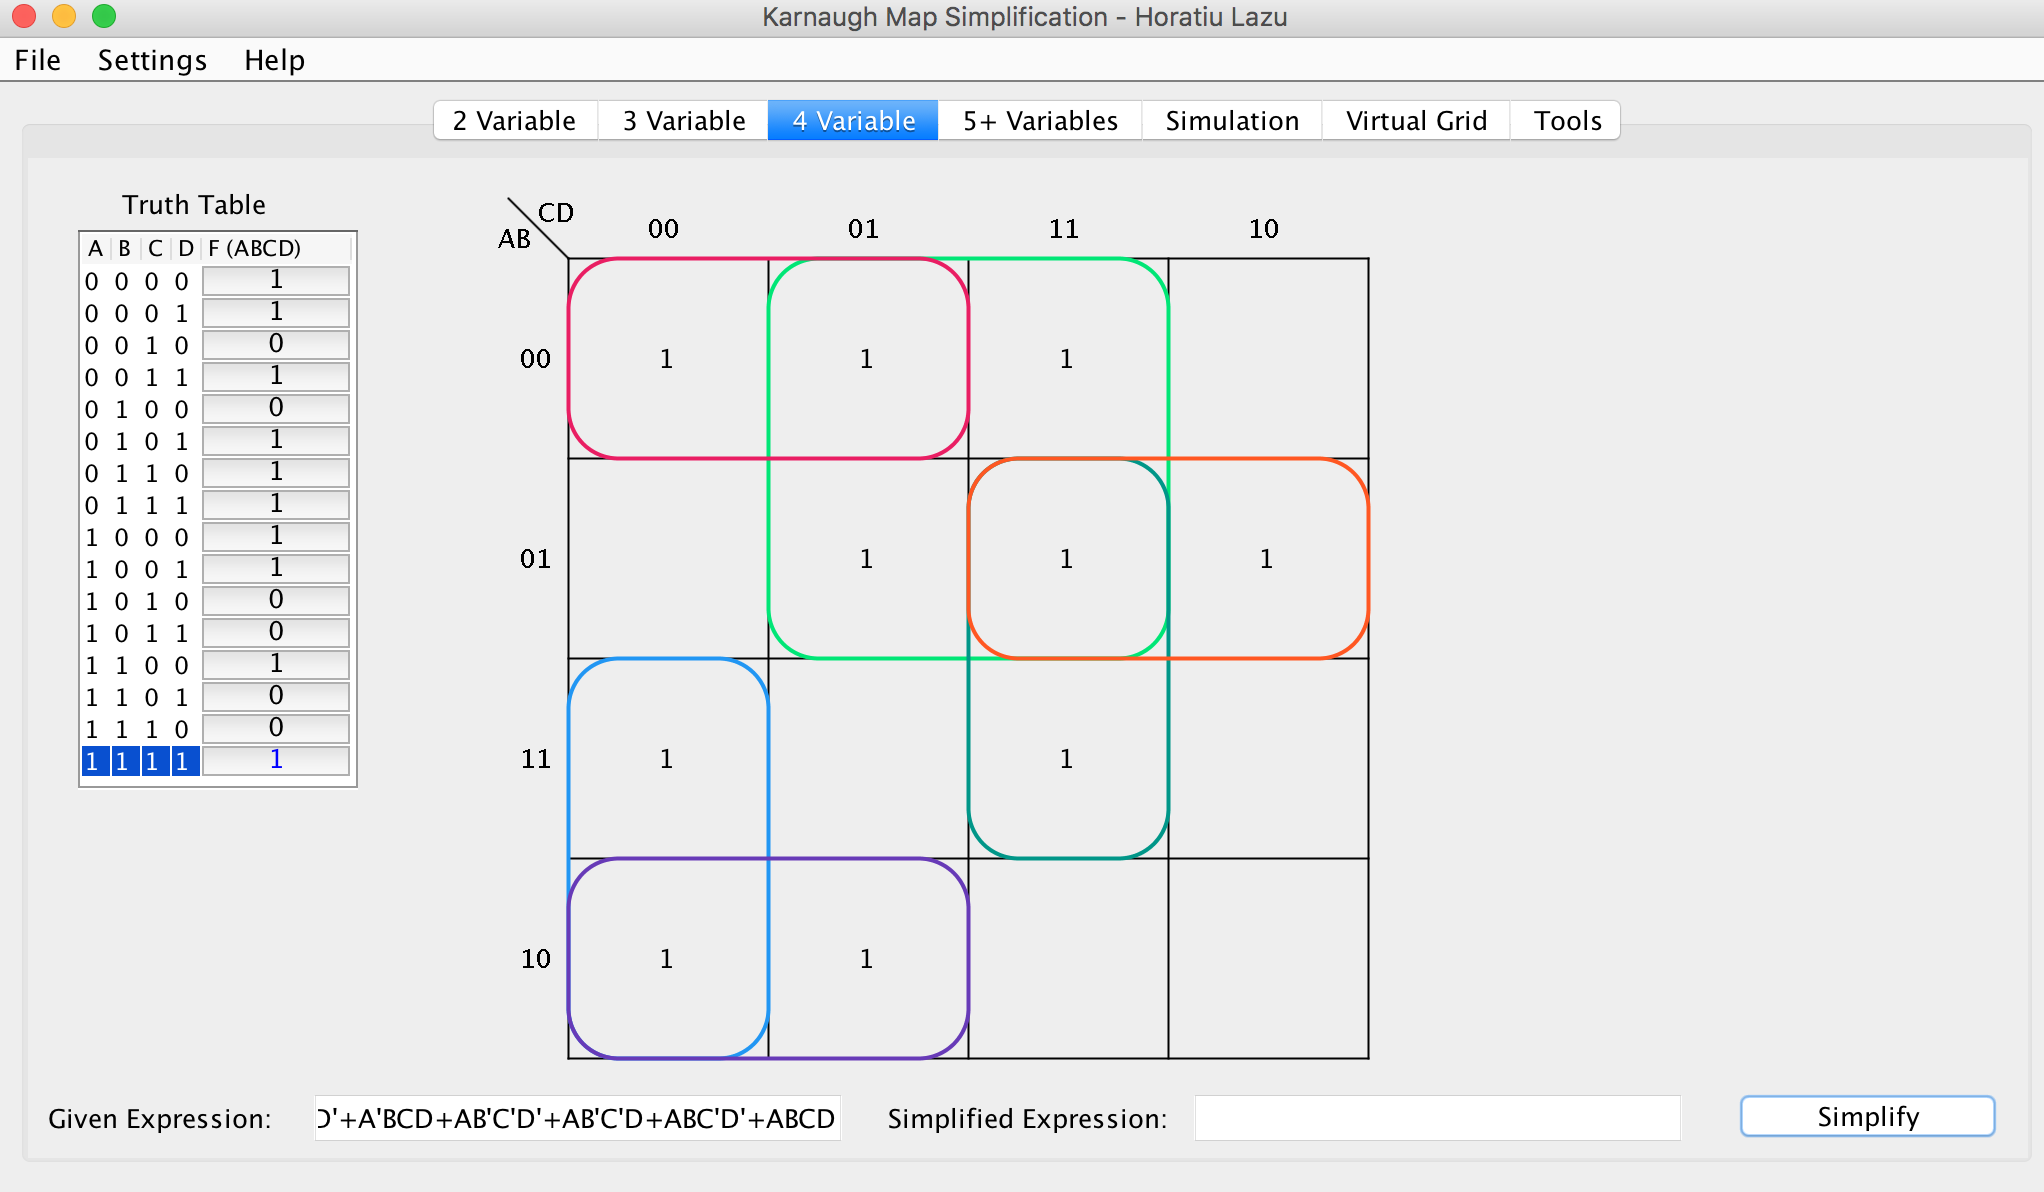 Karnaugh Map Simplification - Horatiu Lazu
File Settings Help
2 Variable 3 Variable 4 Variable 5+ Variables Simulation Virtual Grid Tools
Truth Table
A B C D F (ABCD)
0 0 0 0 1
0 0 0 1 1
0 0 1 0 0
0 0 1 1 1
0 1 0 0 0
0 1 0 1 1
0 1 1 0 1
0 1 1 1 1
1 0 0 0 1
1 0 0 1 1
1 0 1 0 0
1 0 1 1 0
1 1 0 0 1
1 1 0 1 0
1 1 1 0 0
1 1 1 1 1
CD
AB
00 01 11 10
00 1 1 1
01 1 1 1
11 1 1
10 1 1
Given Expression: D'+A'BCD+AB'C'D'+AB'C'D+ABC'D'+ABCD Simplified Expression: Simplify